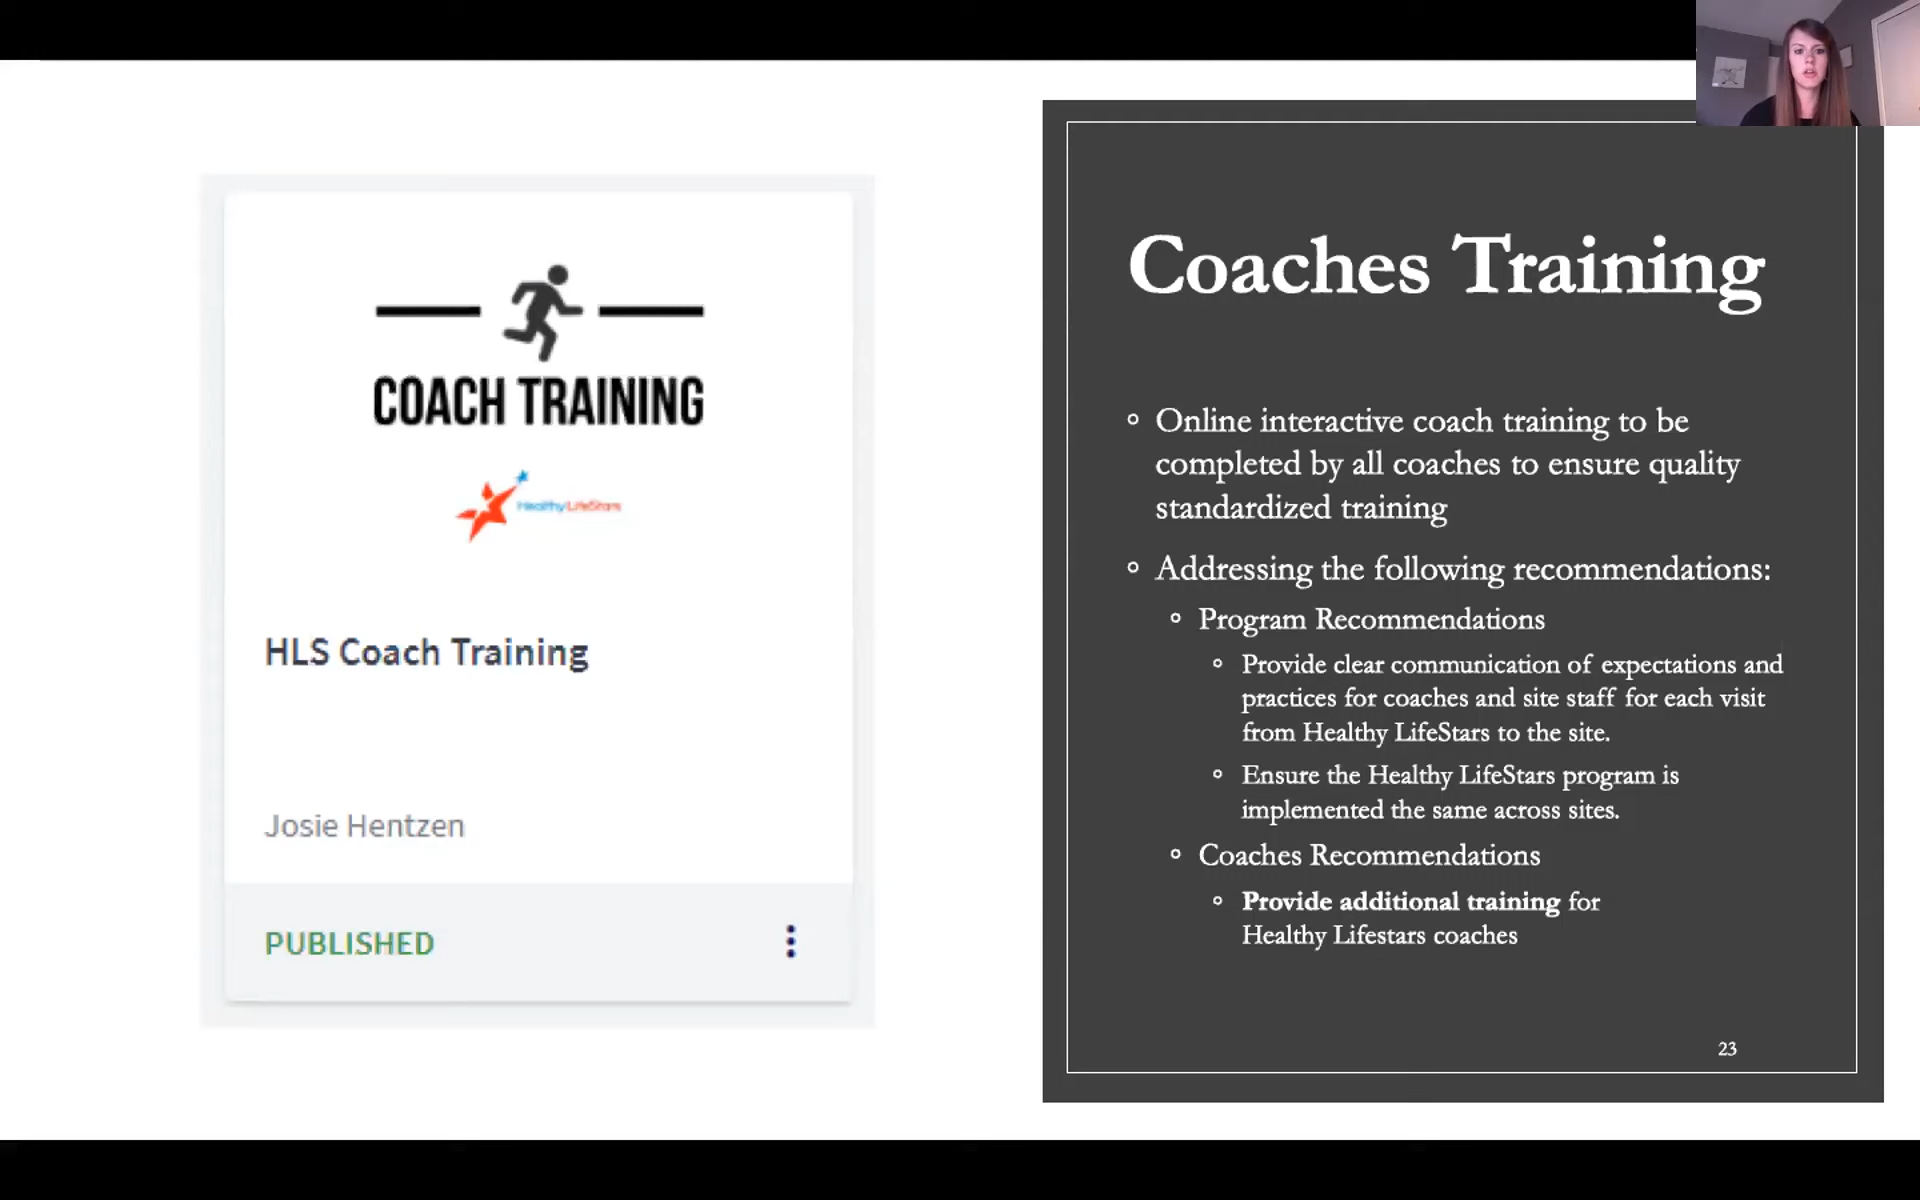 COACH TRAINING
Healthy LifeStars
HLS Coach Training
Josie Hentzen
PUBLISHED
Coaches Training
Online interactive coach training to be
completed by all coaches to ensure quality
standardized training
Addressing the following recommendations:
Program Recommendations
Provide clear communication of expectations and
practices for coaches and site staff for each visit
from Healthy LifeStars to the site.
Ensure the Healthy LifeStars program is
implemented the same across sites.
Coaches Recommendations
Provide additional training for
Healthy Lifestars coaches
23